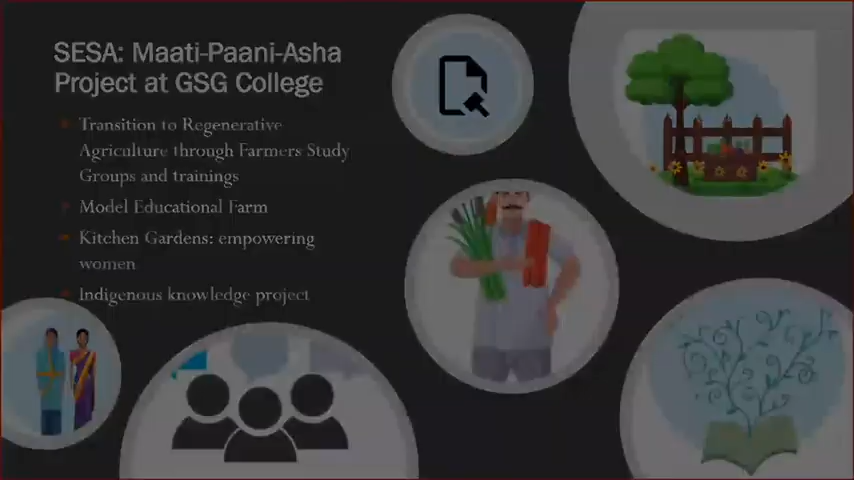 SESA: Maati-Paani-Asha
Project at GSG College
Transition to Regenerative
Agriculture through Farmers Study
Groups and trainings
Model Educational Farm
Kitchen Gardens: empowering
women
Indigenous knowledge project